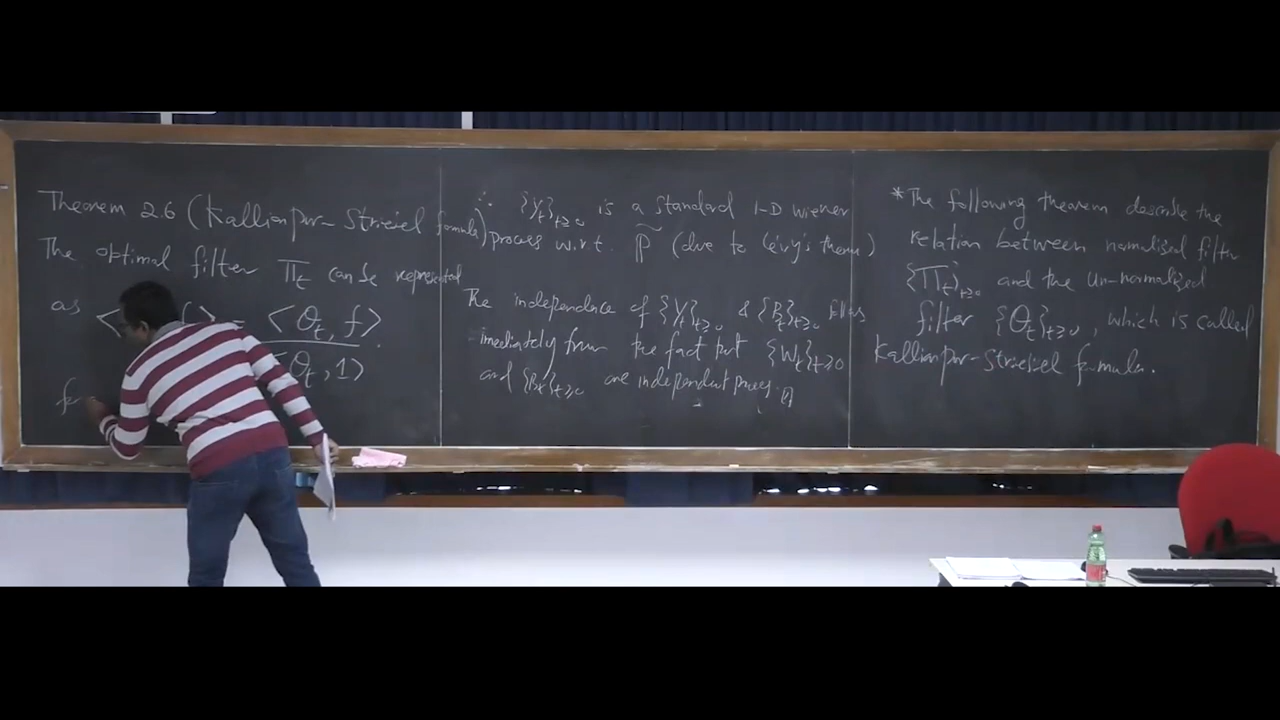 Theorem 2.6 (Kallianpur-Striebel formula)
The optimal filter Π_t can be represented
as < f> = <Θ_t, f> .
Θ_t, 1>
∴ {Y_t}_{t≥0} is a standard 1-D wiener
process w.r.t. P̃ (due to Lévy's thorem)
The independence of {Y_t}_{t≥0} & {B_t}_{t≥0} follows
imediately from the fact that {W_t}_{t≥0}
and {B_t}_{t≥0} are independent process.
*The following theorem describe the
relation between normalised filter
{Π_t}_{t≥0} and the un-normalized
filter {Θ_t}_{t≥0}, which is called
Kallianpur-Striebel formula.